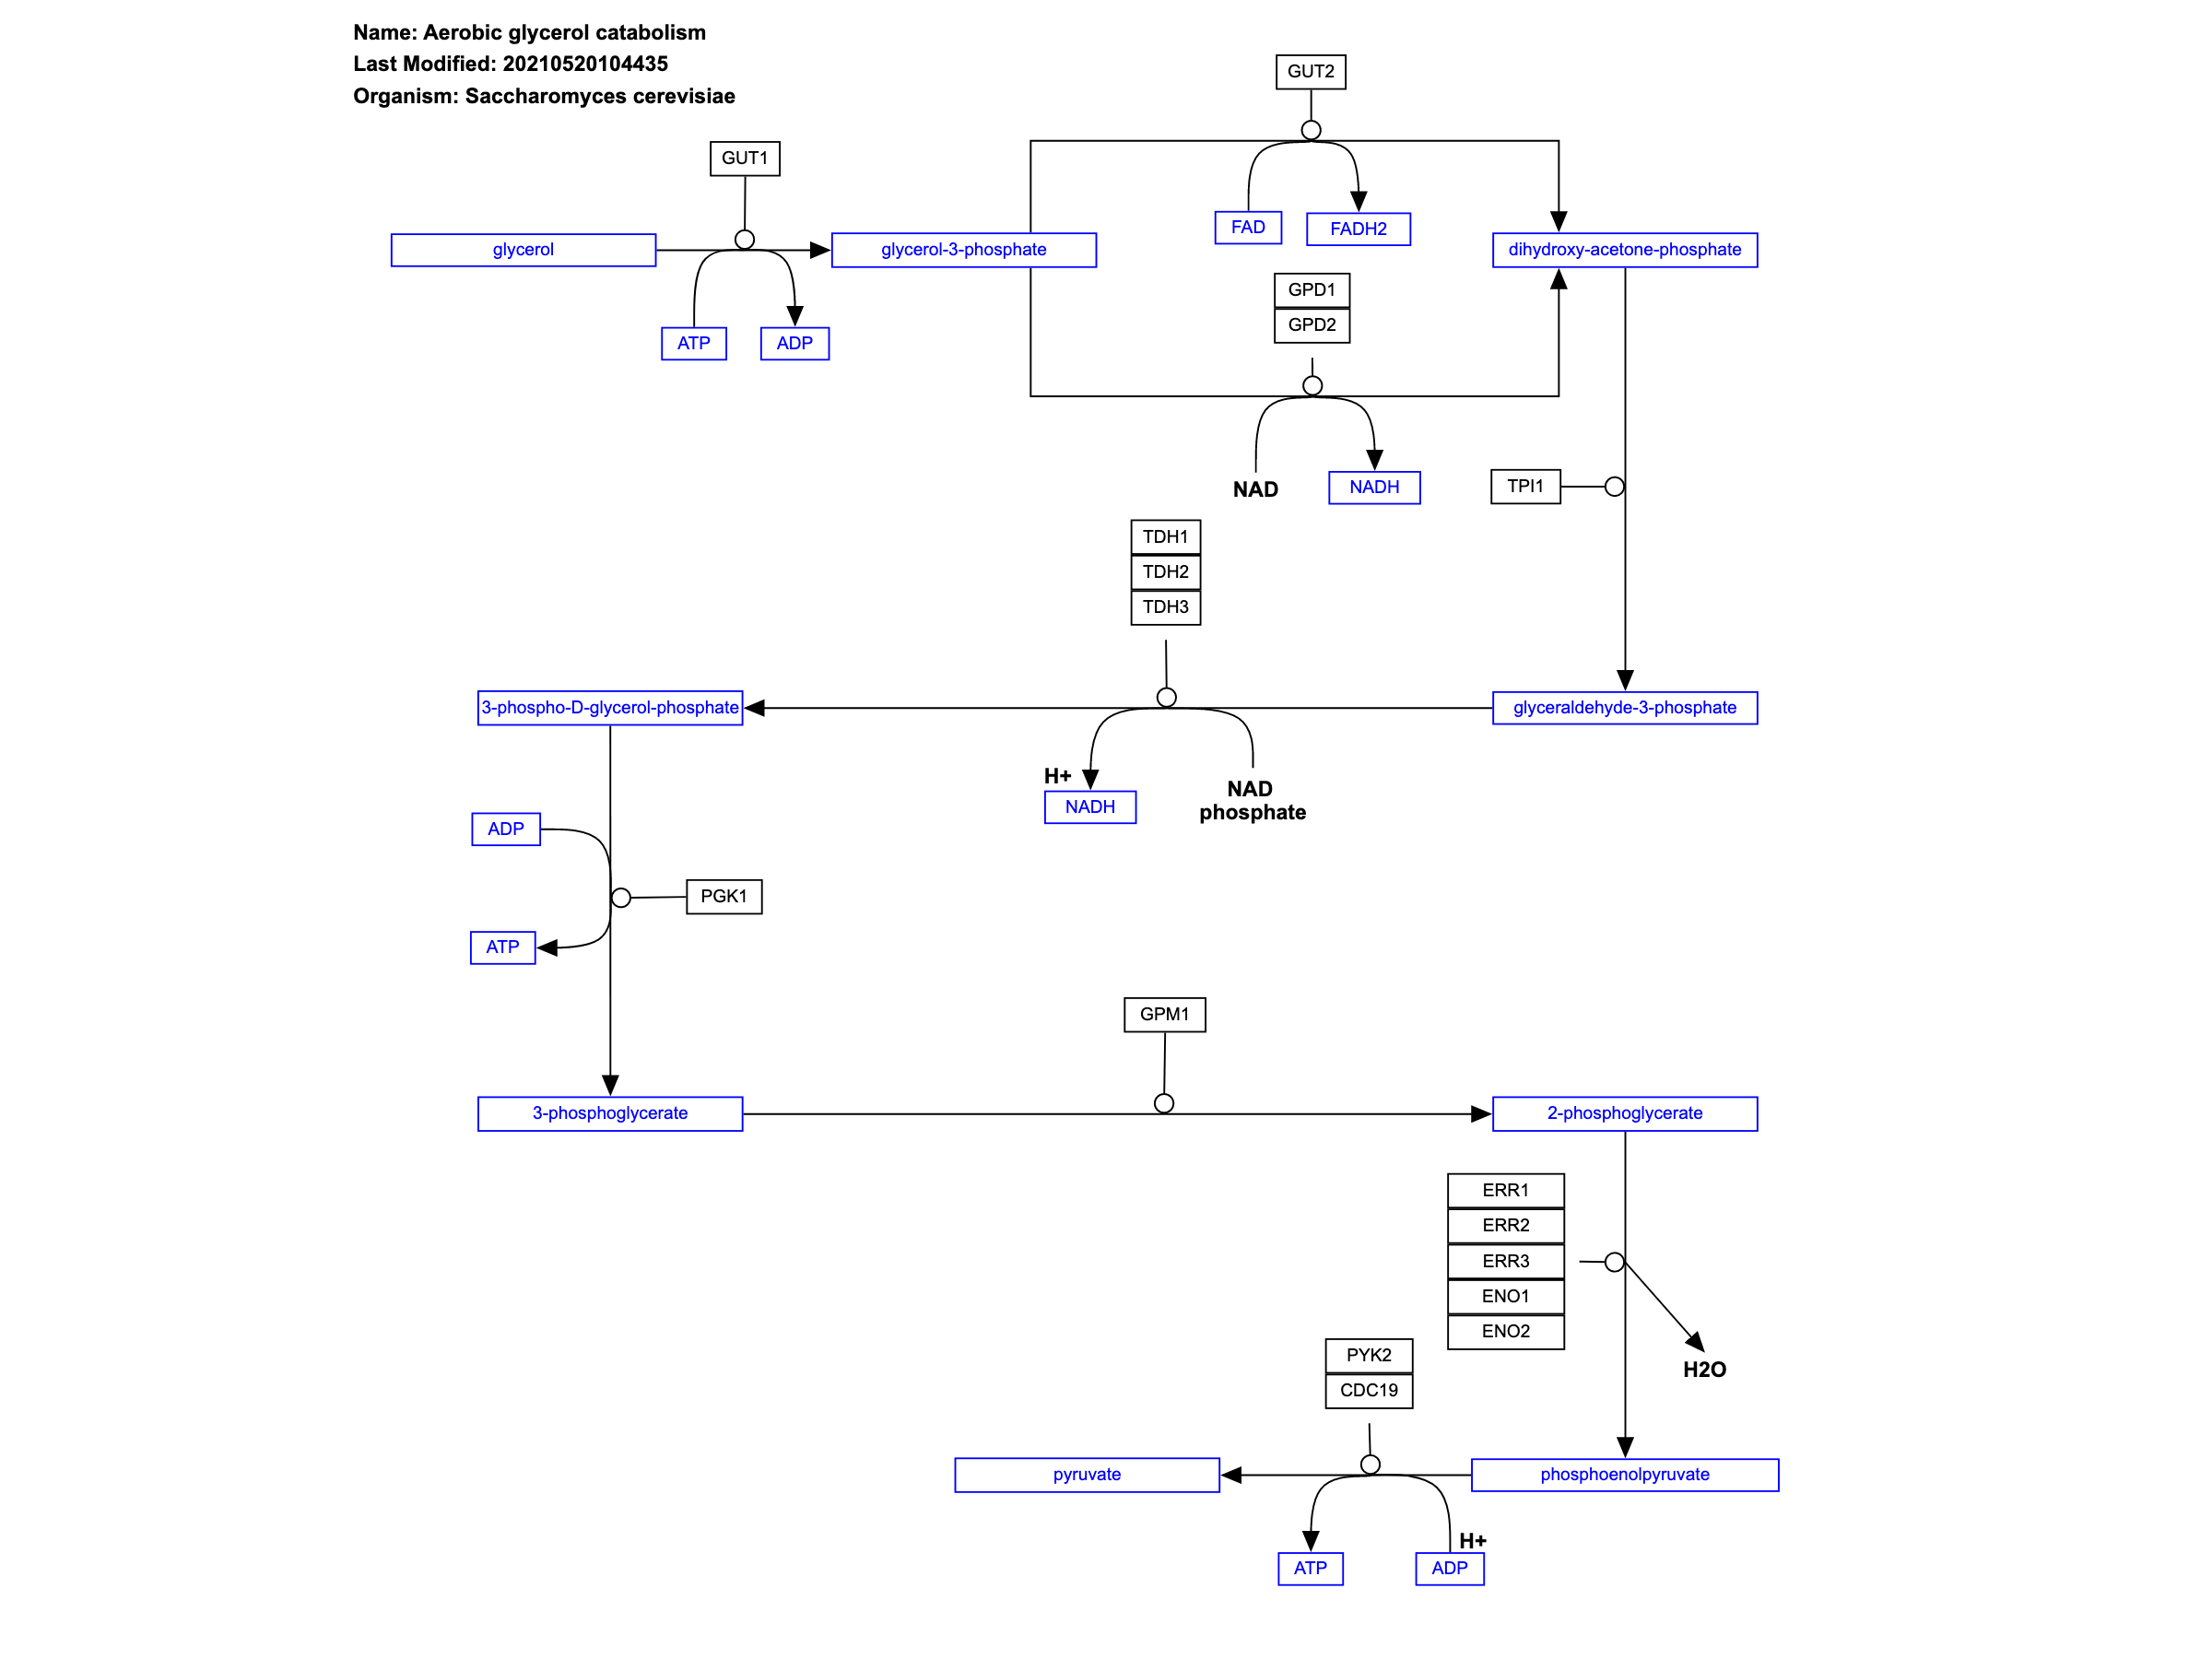 Name: Aerobic glycerol catabolism
Last Modified: 20210520104435
Organism: Saccharomyces cerevisiae
GUT2
GUT1
FAD
FADH2
glycerol
glycerol-3-phosphate
dihydroxy-acetone-phosphate
GPD1
GPD2
ATP
ADP
NAD
NADH
TPI1
TDH1
TDH2
TDH3
3-phospho-D-glycerol-phosphate
glyceraldehyde-3-phosphate
H+
NADH
NAD
phosphate
ADP
PGK1
ATP
GPM1
3-phosphoglycerate
2-phosphoglycerate
ERR1
ERR2
ERR3
ENO1
ENO2
H2O
PYK2
CDC19
pyruvate
phosphoenolpyruvate
H+
ATP
ADP